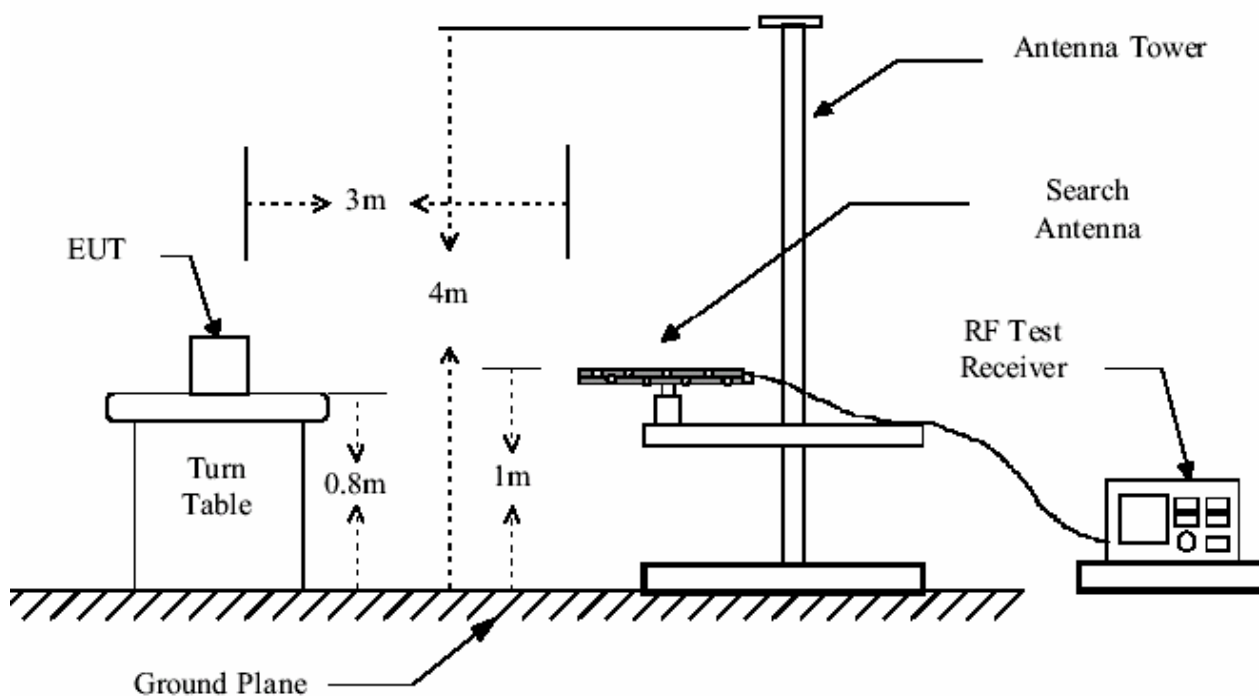 Antenna Tower
3m
Search
Antenna
EUT
4m
RF Test
Receiver
Turn
Table
0.8m
1m
Ground Plane